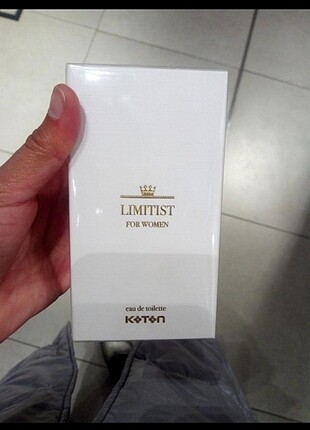 LIMITIST
FOR WOMEN
eau de toilette
KOTON